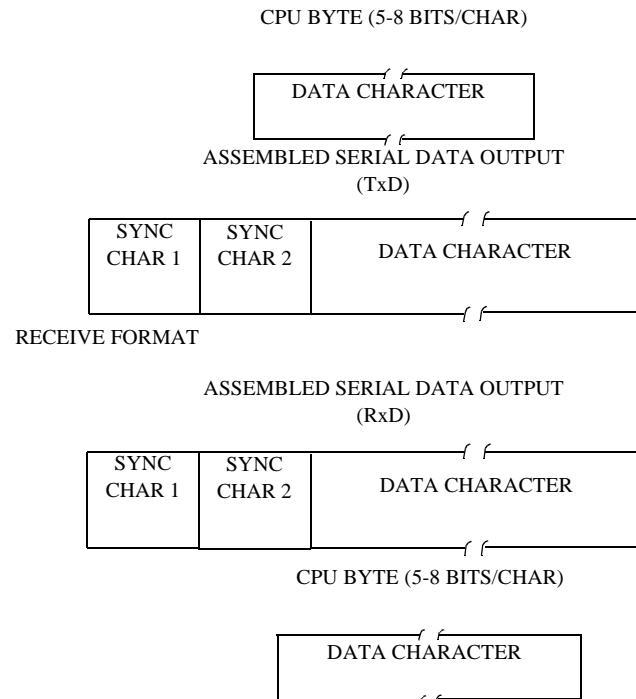 CPU BYTE (5-8 BITS/CHAR)
DATA CHARACTER
ASSEMBLED SERIAL DATA OUTPUT
(TxD)
SYNC CHAR 1
SYNC CHAR 2
DATA CHARACTER
RECEIVE FORMAT
ASSEMBLED SERIAL DATA OUTPUT
(RxD)
SYNC CHAR 1
SYNC CHAR 2
DATA CHARACTER
CPU BYTE (5-8 BITS/CHAR)
DATA CHARACTER